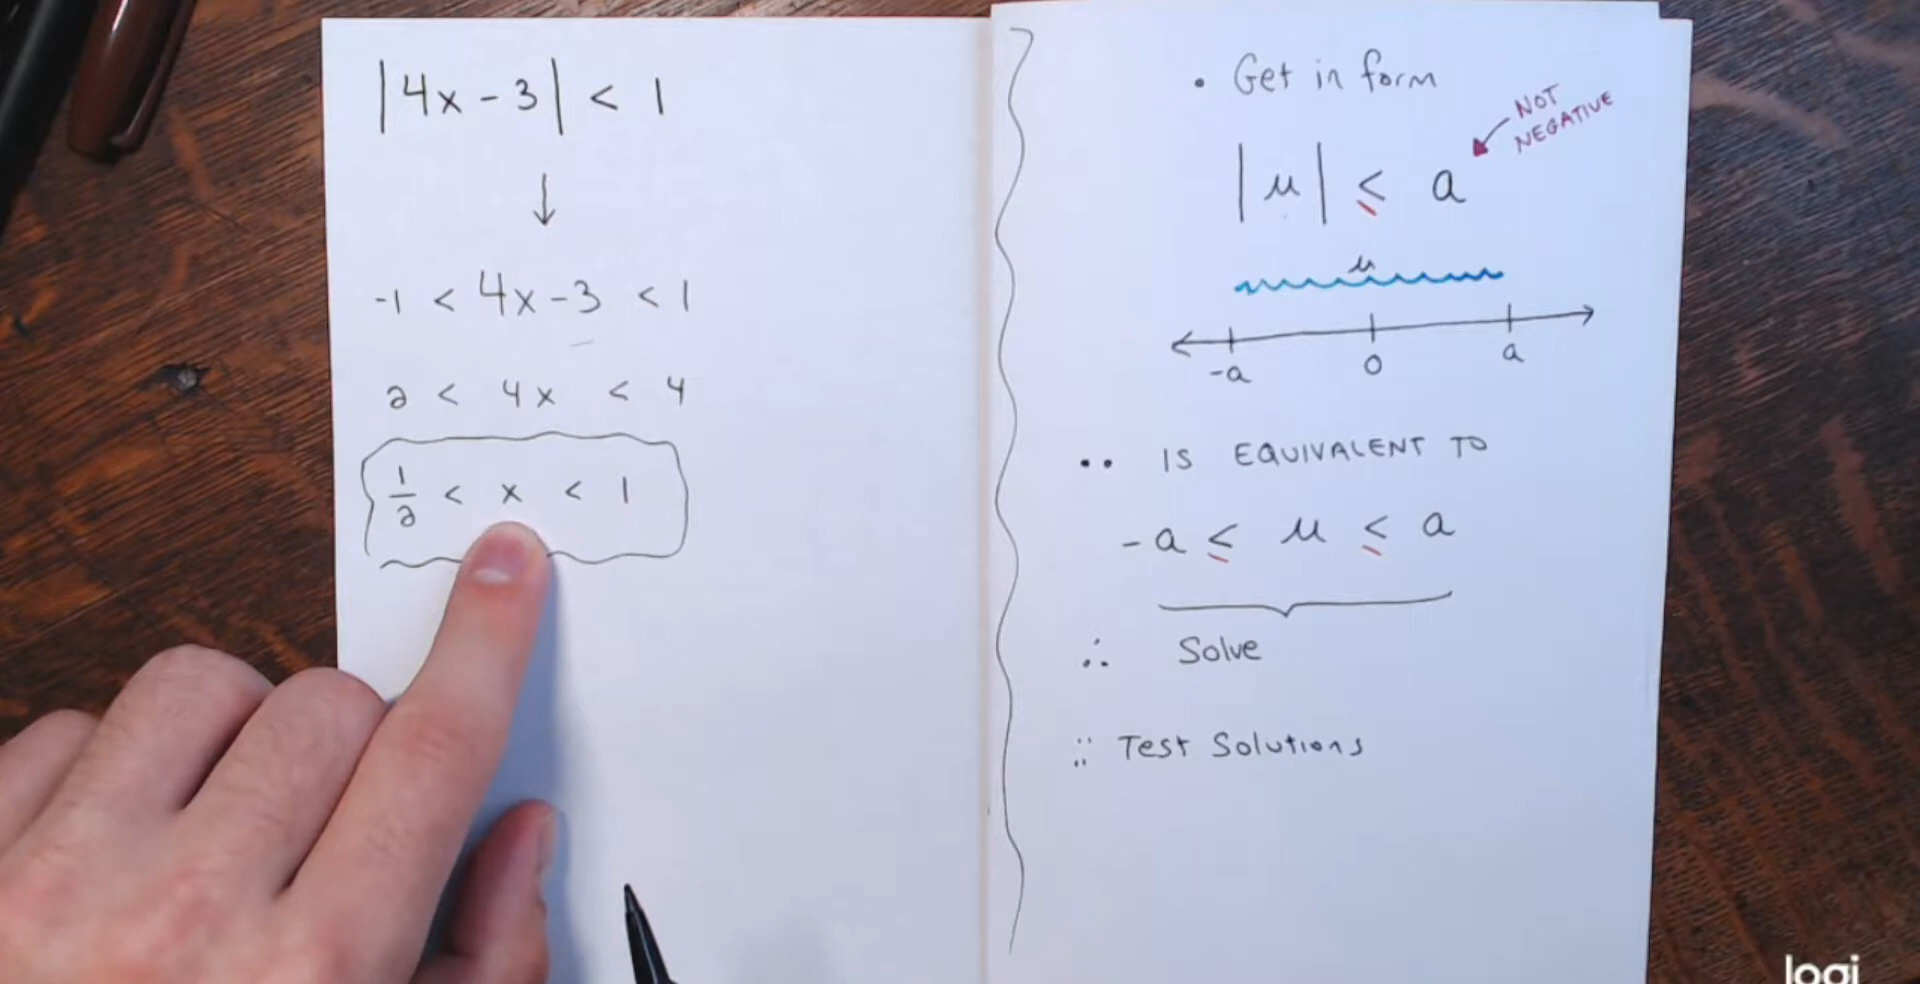 |4x - 3| < 1
↓
-1 < 4x - 3 < 1
2 < 4x < 4
1/2 < x < 1
• Get in form
NOT
NEGATIVE
|u| ≤ a
u
-a 0 a
•• IS EQUIVALENT TO
-a ≤ u ≤ a
∴ Solve
:: Test Solutions
logi